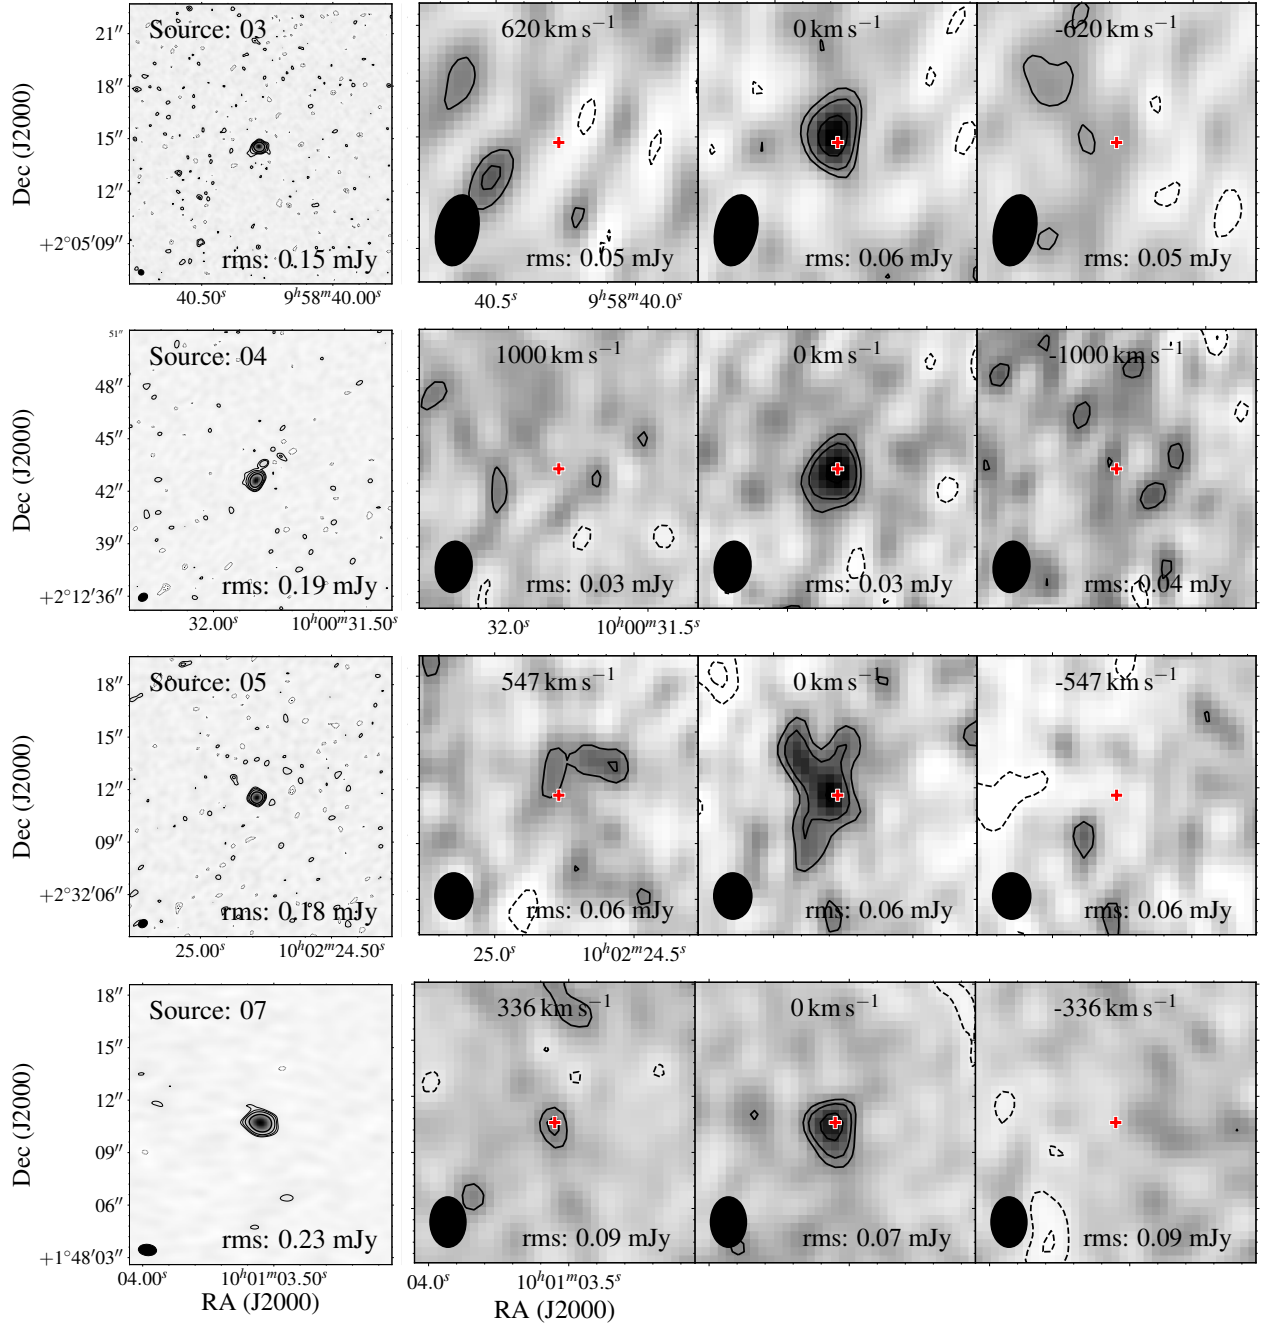 Source: 03
620 km s⁻¹
0 km s⁻¹
-620 km s⁻¹
21″
18″
15″
12″
+2°05′09″
Dec (J2000)
rms: 0.15 mJy
rms: 0.05 mJy
rms: 0.06 mJy
rms: 0.05 mJy
40.50ˢ
9ʰ58ᵐ40.00ˢ
40.5ˢ
9ʰ58ᵐ40.0ˢ
Source: 04
1000 km s⁻¹
0 km s⁻¹
-1000 km s⁻¹
51″
48″
45″
42″
39″
+2°12′36″
Dec (J2000)
rms: 0.19 mJy
rms: 0.03 mJy
rms: 0.03 mJy
rms: 0.04 mJy
32.00ˢ
10ʰ00ᵐ31.50ˢ
32.0ˢ
10ʰ00ᵐ31.5ˢ
Source: 05
547 km s⁻¹
0 km s⁻¹
-547 km s⁻¹
18″
15″
12″
09″
+2°32′06″
Dec (J2000)
rms: 0.18 mJy
rms: 0.06 mJy
rms: 0.06 mJy
rms: 0.06 mJy
25.00ˢ
10ʰ02ᵐ24.50ˢ
25.0ˢ
10ʰ02ᵐ24.5ˢ
Source: 07
336 km s⁻¹
0 km s⁻¹
-336 km s⁻¹
18″
15″
12″
09″
06″
+1°48′03″
Dec (J2000)
rms: 0.23 mJy
rms: 0.09 mJy
rms: 0.07 mJy
rms: 0.09 mJy
04.00ˢ
10ʰ01ᵐ03.50ˢ
04.0ˢ
10ʰ01ᵐ03.5ˢ
RA (J2000)
RA (J2000)